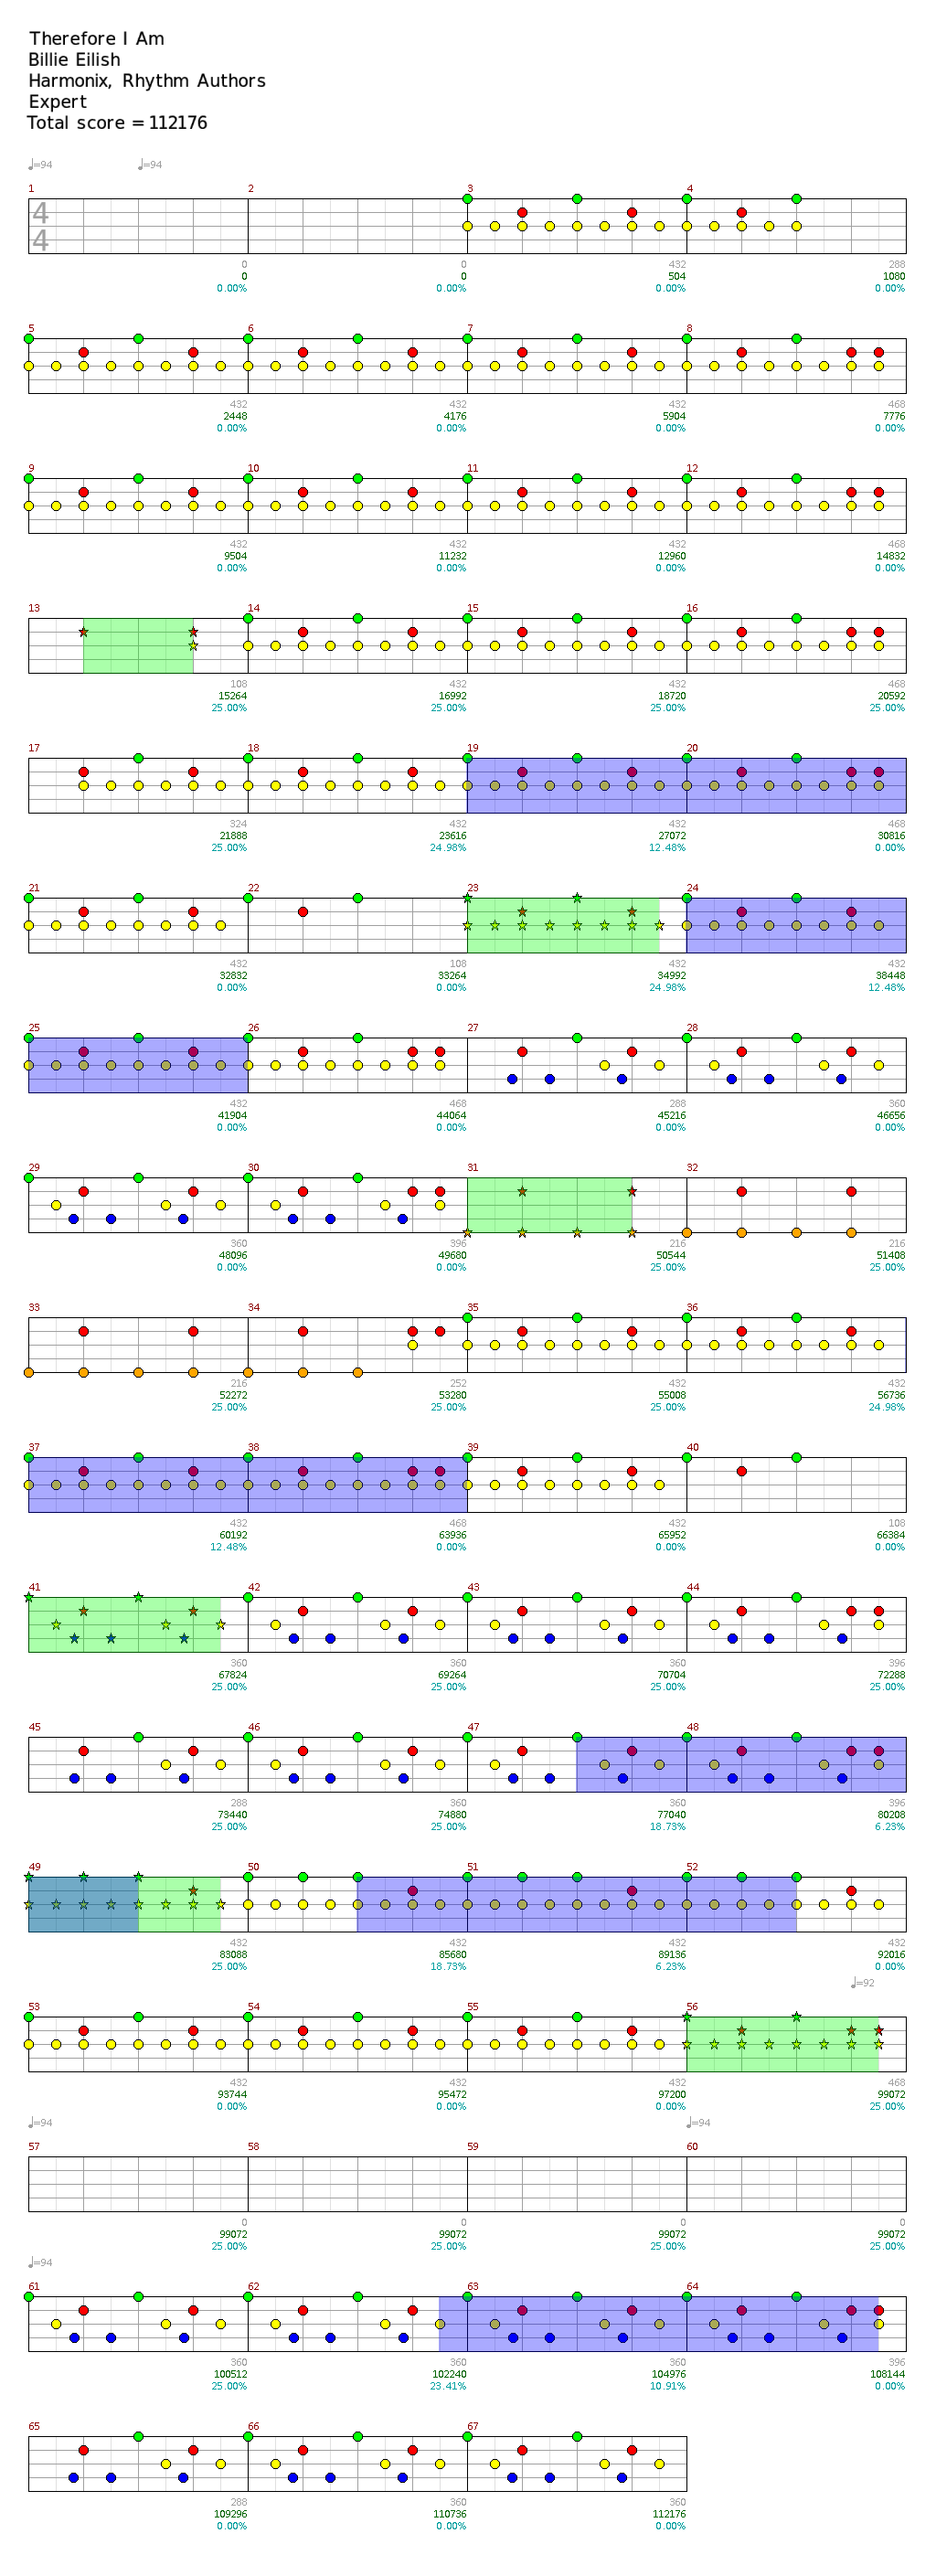 Therefore I Am
Billie Eilish
Harmonix, Rhythm Authors
Expert
Total score = 112176
♩=94 ♩=94
1 2 3 4
4
4
0 0 432 288
0 0 504 1080
0.00% 0.00% 0.00% 0.00%
5 6 7 8
432 432 432 468
2448 4176 5904 7776
0.00% 0.00% 0.00% 0.00%
9 10 11 12
432 432 432 468
9504 11232 12960 14832
0.00% 0.00% 0.00% 0.00%
13 14 15 16
108 432 432 468
15264 16992 18720 20592
25.00% 25.00% 25.00% 25.00%
17 18 19 20
324 432 432 468
21888 23616 27072 30816
25.00% 24.98% 12.48% 0.00%
21 22 23 24
432 108 432 432
32832 33264 34992 38448
0.00% 0.00% 24.98% 12.48%
25 26 27 28
432 468 288 360
41904 44064 45216 46656
0.00% 0.00% 0.00% 0.00%
29 30 31 32
360 396 216 216
48096 49680 50544 51408
0.00% 0.00% 25.00% 25.00%
33 34 35 36
216 252 432 432
52272 53280 55008 56736
25.00% 25.00% 25.00% 24.98%
37 38 39 40
432 468 432 108
60192 63936 65952 66384
12.48% 0.00% 0.00% 0.00%
41 42 43 44
360 360 360 396
67824 69264 70704 72288
25.00% 25.00% 25.00% 25.00%
45 46 47 48
288 360 360 396
73440 74880 77040 80208
25.00% 25.00% 18.73% 6.23%
49 50 51 52
432 432 432 432
83088 85680 89136 92016
25.00% 18.73% 6.23% 0.00%
♩=92
53 54 55 56
432 432 432 468
93744 95472 97200 99072
0.00% 0.00% 0.00% 25.00%
♩=94 ♩=94
57 58 59 60
0 0 0 0
99072 99072 99072 99072
25.00% 25.00% 25.00% 25.00%
♩=94
61 62 63 64
360 360 360 396
100512 102240 104976 108144
25.00% 23.41% 10.91% 0.00%
65 66 67
288 360 360
109296 110736 112176
0.00% 0.00% 0.00%